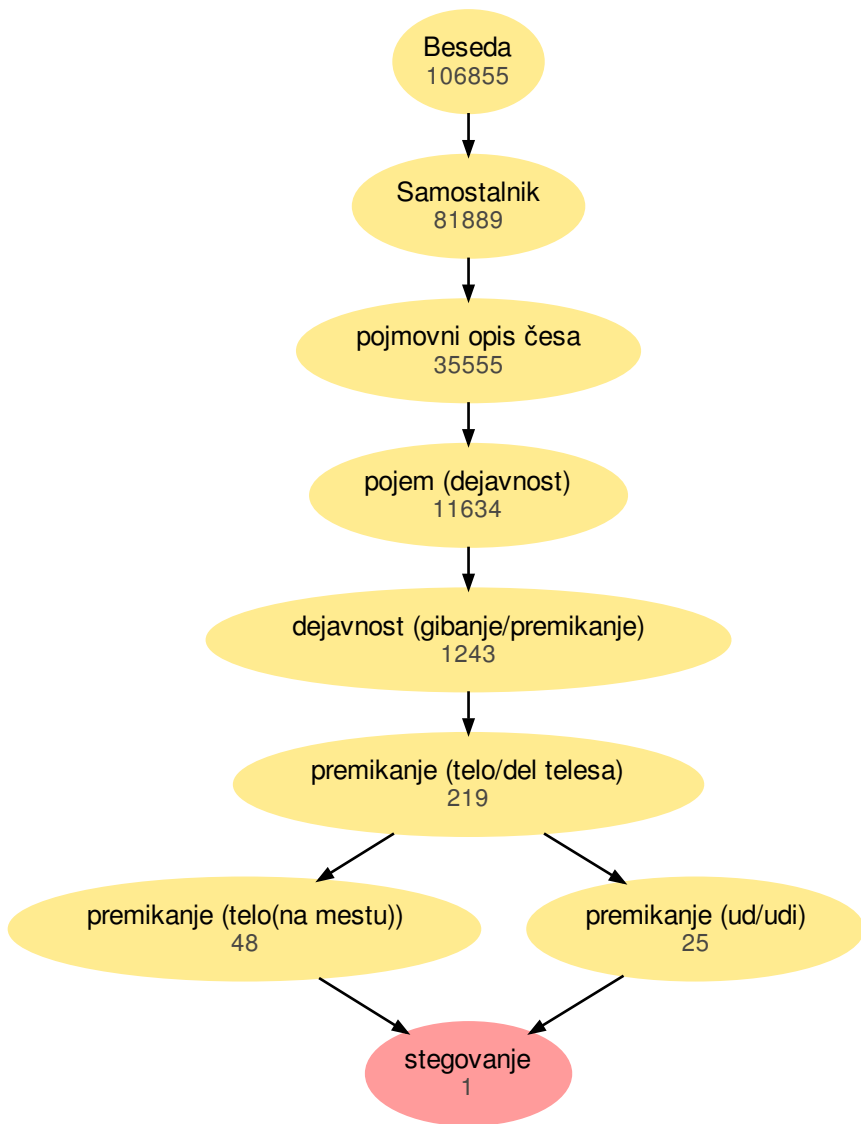 Beseda
106855
Samostalnik
81889
pojmovni opis česa
35555
pojem (dejavnost)
11634
dejavnost (gibanje/premikanje)
1243
premikanje (telo/del telesa)
219
premikanje (telo(na mestu))
48
premikanje (ud/udi)
25
stegovanje
1